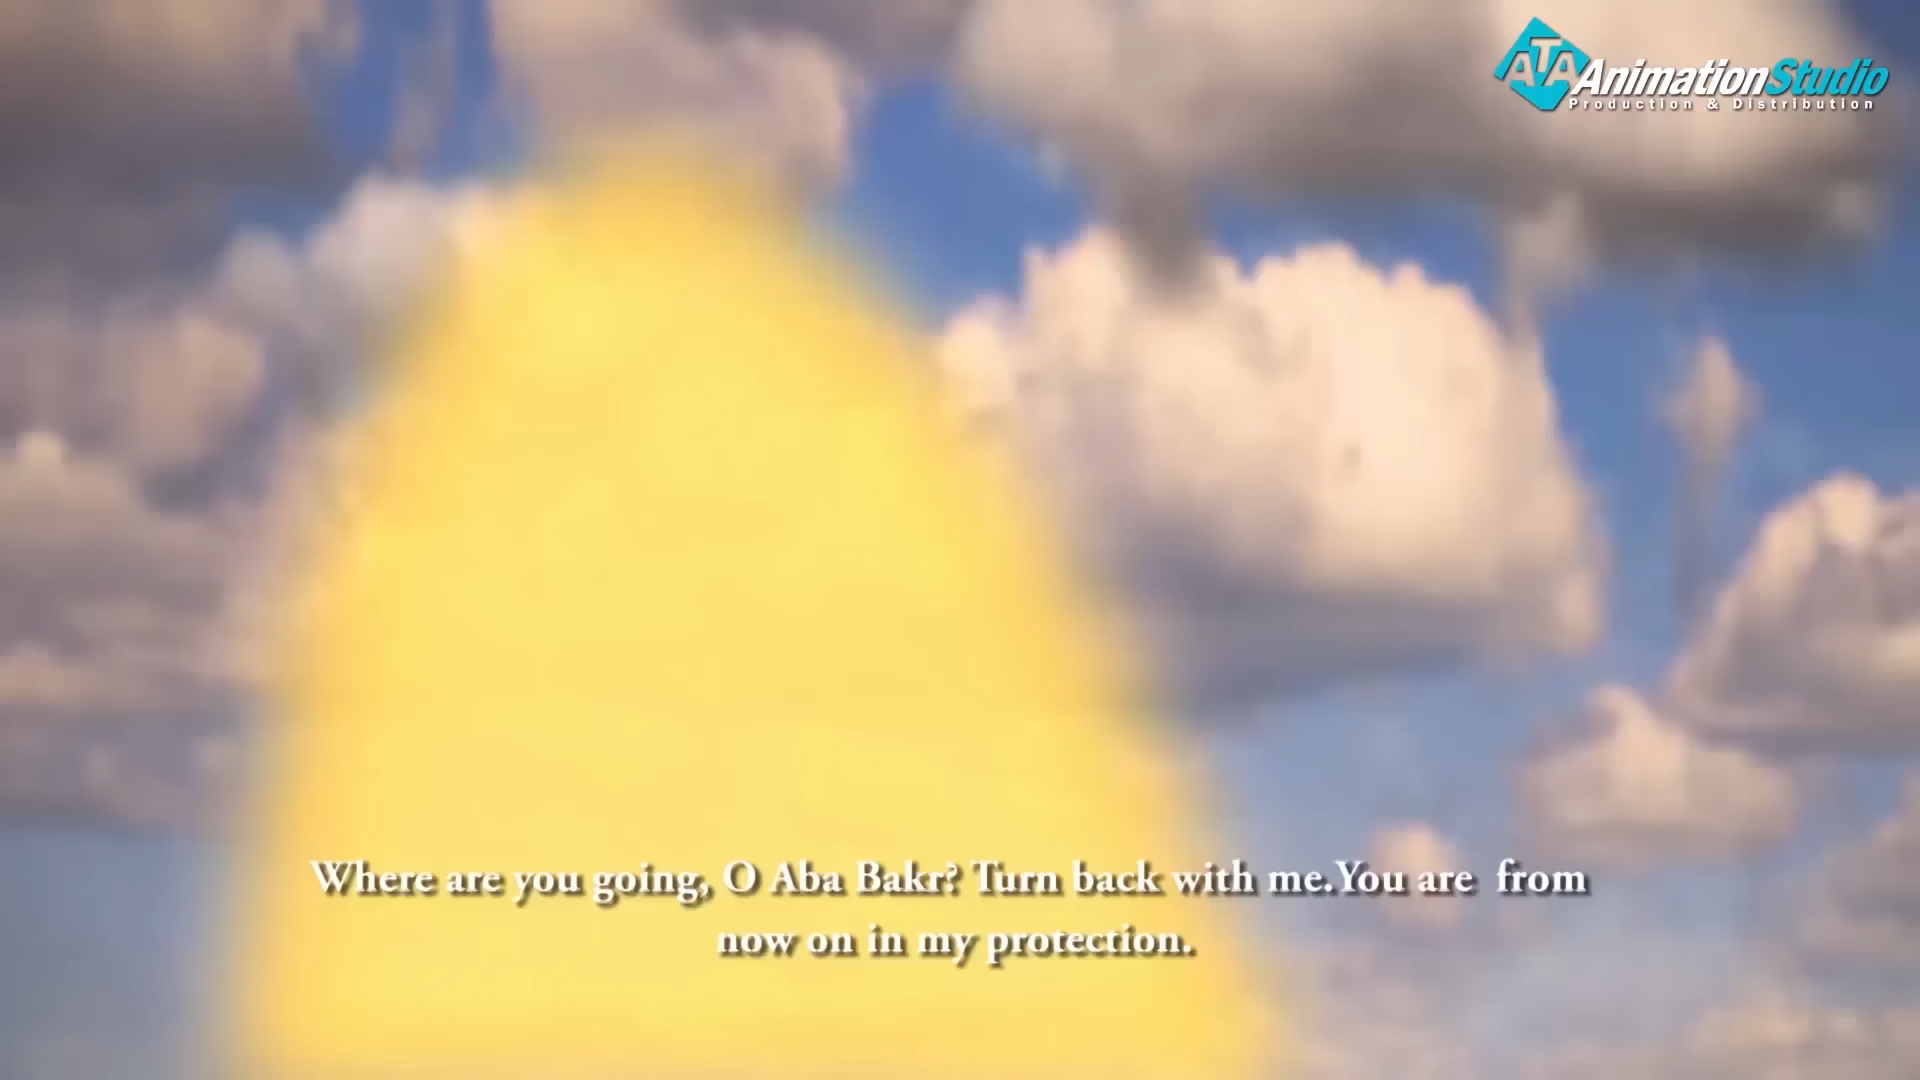 ATA AnimationStudio
Production & Distribution
Where are you going, O Aba Bakr? Turn back with me.You are  from
now on in my protection.